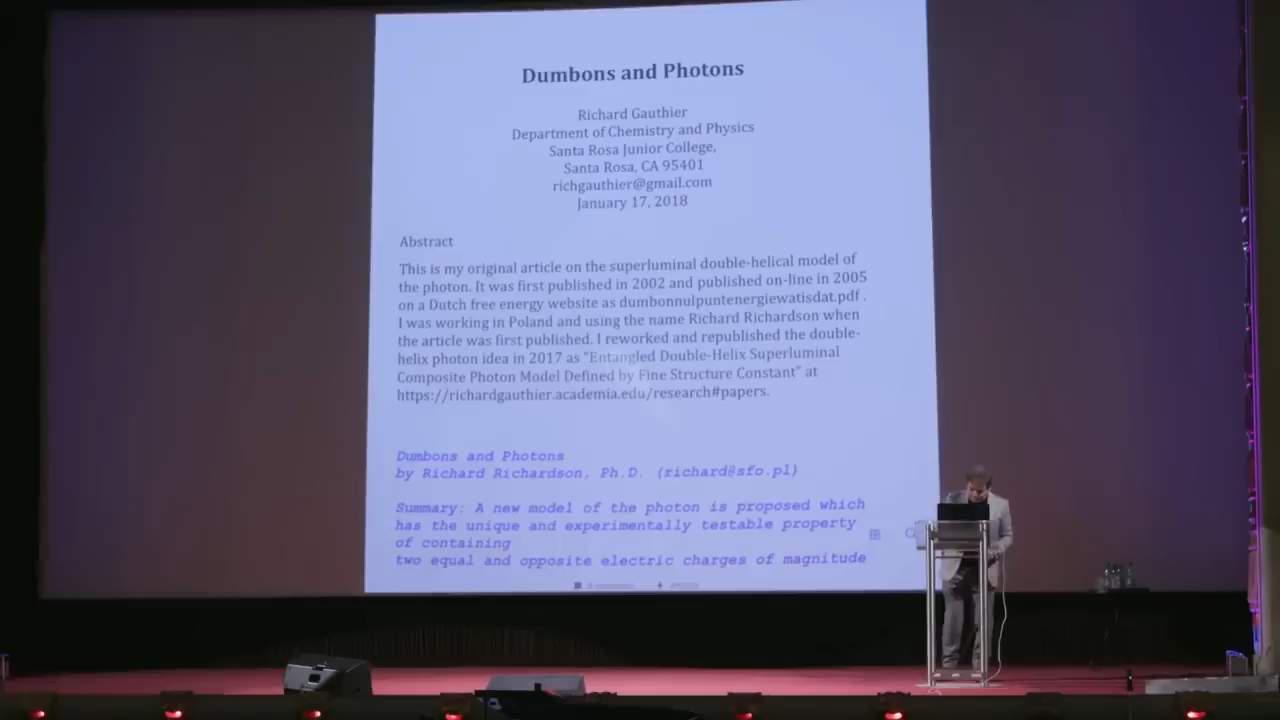 Dumbons and Photons
Richard Gauthier
Department of Chemistry and Physics
Santa Rosa Junior College,
Santa Rosa, CA 95401
richgauthier@gmail.com
January 17, 2018
Abstract
This is my original article on the superluminal double-helical model of
the photon. It was first published in 2002 and published on-line in 2005
on a Dutch free energy website as dumbonnulpuntenergiewatisdat.pdf .
I was working in Poland and using the name Richard Richardson when
the article was first published. I reworked and republished the double-
helix photon idea in 2017 as “Entangled Double-Helix Superluminal
Composite Photon Model Defined by Fine Structure Constant” at
https://richardgauthier.academia.edu/research#papers.
Dumbons and Photons
by Richard Richardson, Ph.D. (richard@sfo.pl)
Summary: A new model of the photon is proposed which
has the unique and experimentally testable property
of containing
two equal and opposite electric charges of magnitude